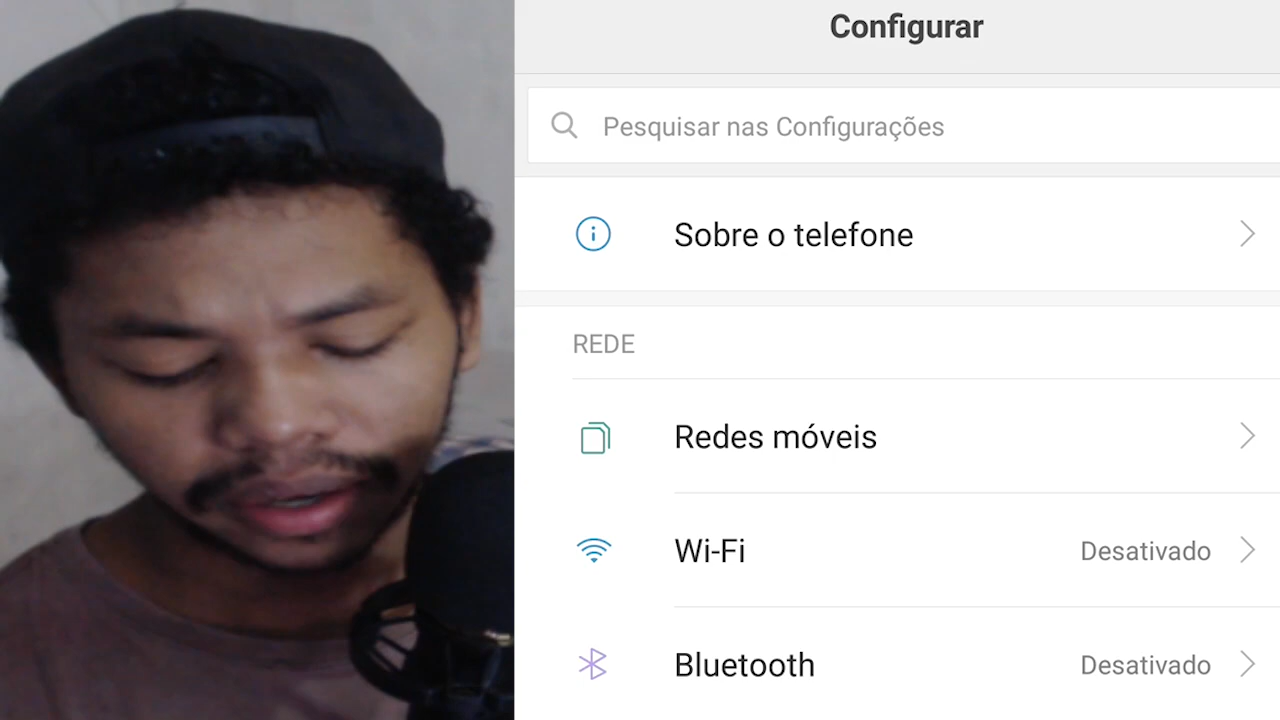 Configurar
Pesquisar nas Configurações
Sobre o telefone
REDE
Redes móveis
Wi-Fi Desativado
Bluetooth Desativado